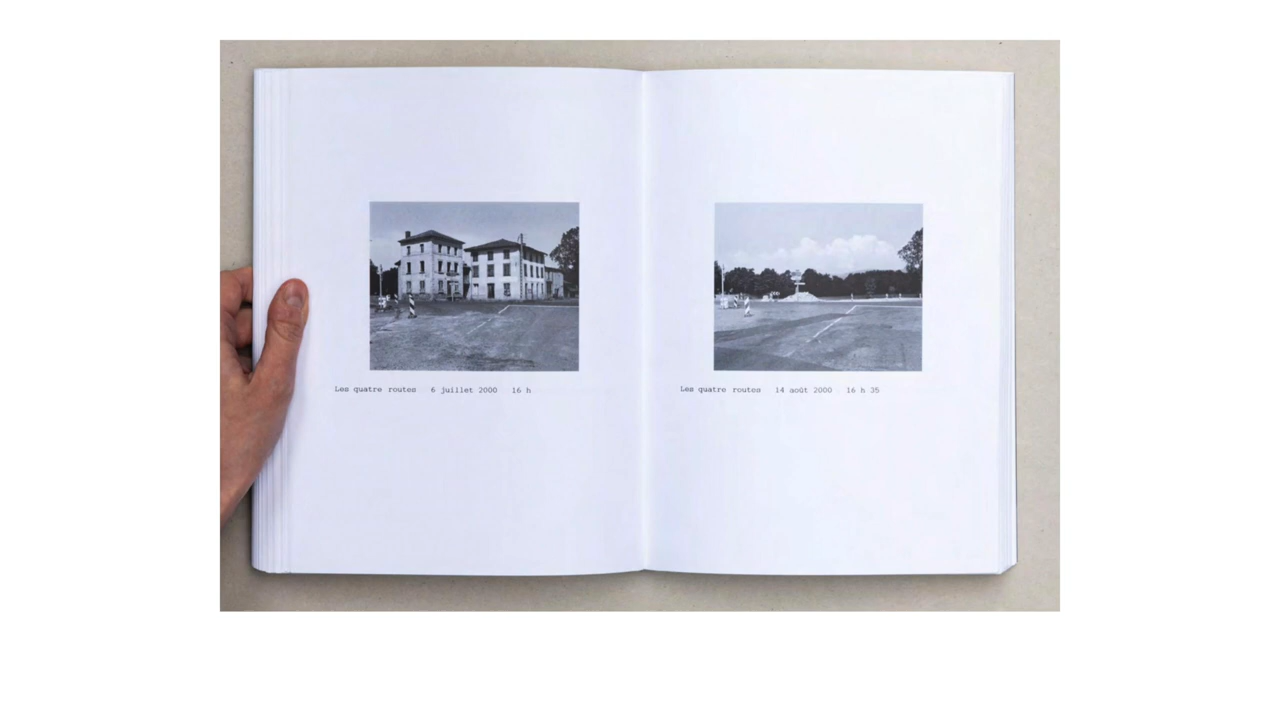 Les quatre routes 6 juillet 2000 16 h
Les quatre routes 14 août 2000 16 h 35